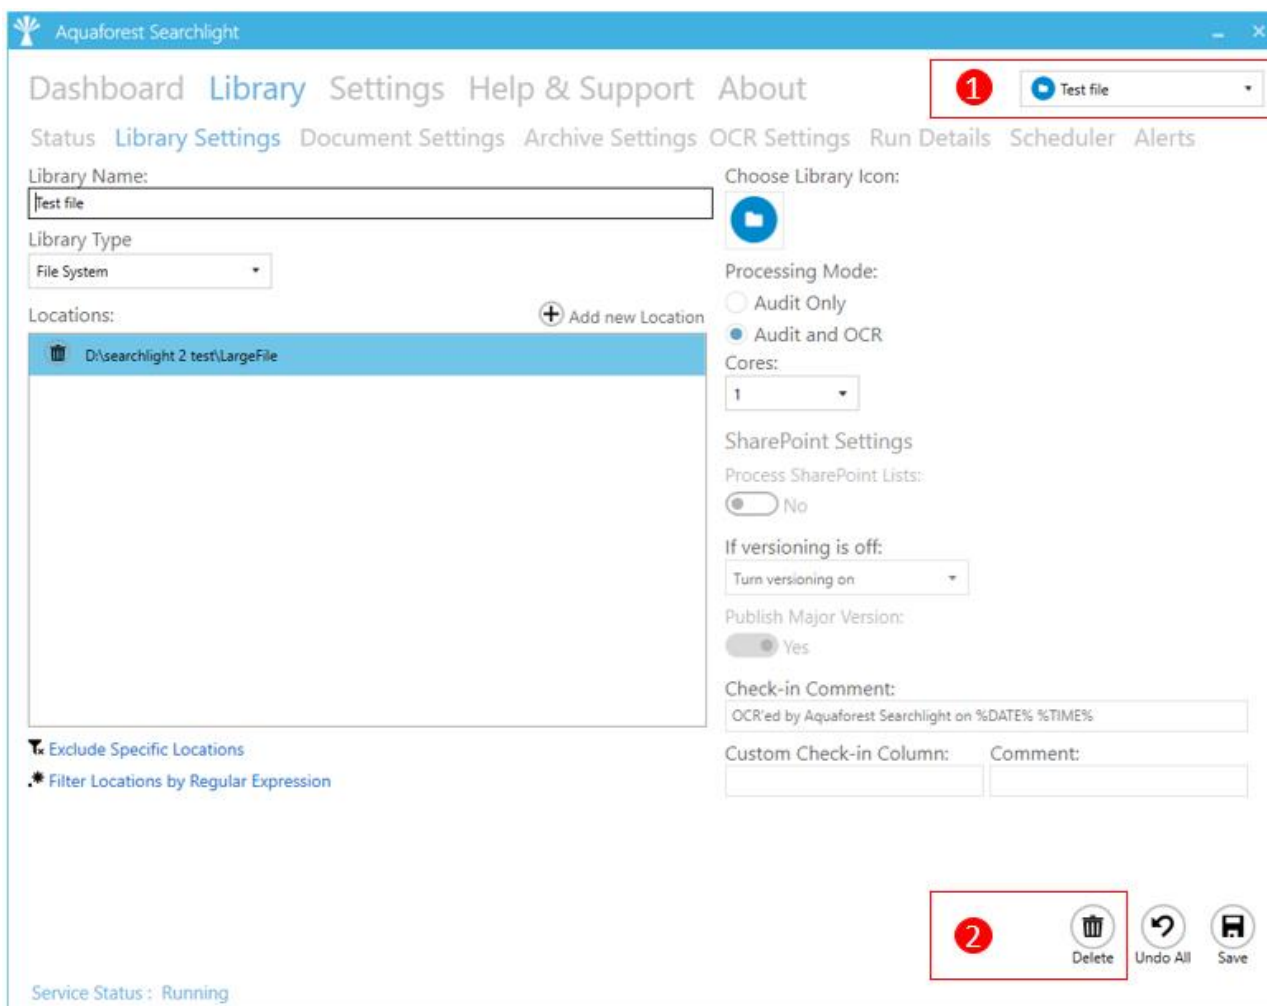 Aquaforest Searchlight
Dashboard Library Settings Help & Support About
1
Test file
Status Library Settings Document Settings Archive Settings OCR Settings Run Details Scheduler Alerts
Library Name:
Test file
Library Type
File System
Locations:
Add new Location
D:\searchlight 2 test\LargeFile
Exclude Specific Locations
Filter Locations by Regular Expression
Choose Library Icon:
Processing Mode:
Audit Only
Audit and OCR
Cores:
1
SharePoint Settings
Process SharePoint Lists:
No
If versioning is off:
Turn versioning on
Publish Major Version:
Yes
Check-in Comment:
OCR'ed by Aquaforest Searchlight on %DATE% %TIME%
Custom Check-in Column: Comment:
2
Delete Undo All Save
Service Status : Running